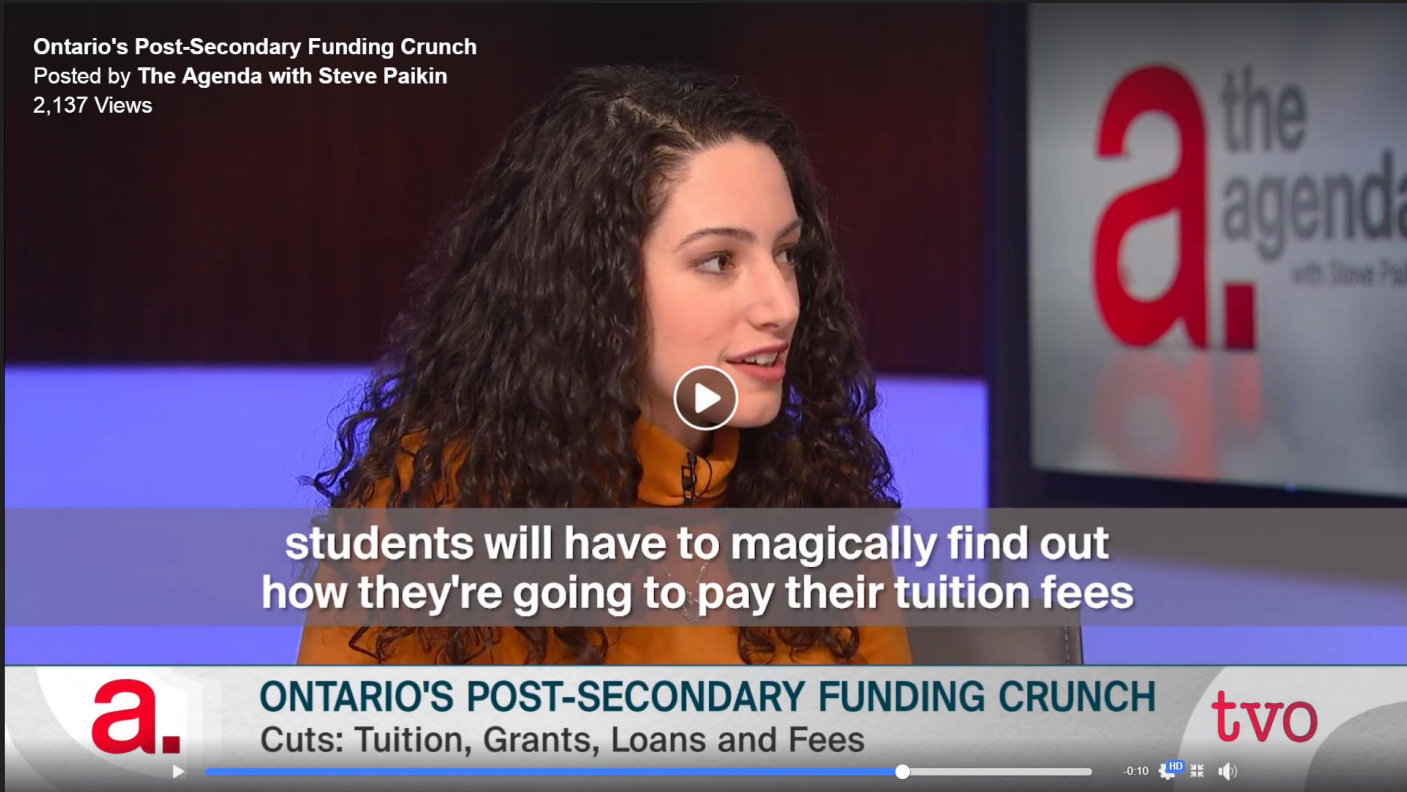 Ontario's Post-Secondary Funding Crunch
Posted by The Agenda with Steve Paikin
2,137 Views
a.
the
agenda
with Steve
students will have to magically find out
how they're going to pay their tuition fees
a.
ONTARIO'S POST-SECONDARY FUNDING CRUNCH
Cuts: Tuition, Grants, Loans and Fees
tvo
-0:10
HD